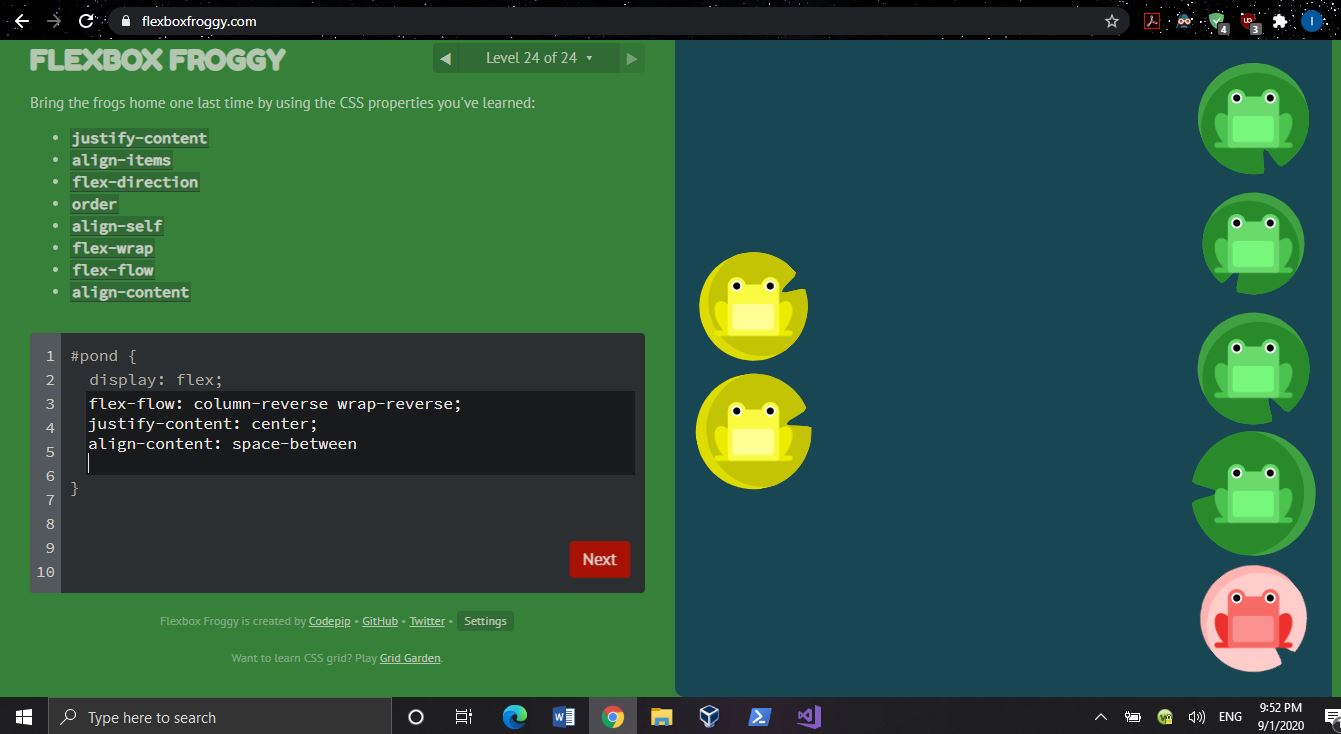 flexboxfroggy.com
4
3
I
FLEXBOX FROGGY
◀ Level 24 of 24 ▾ ▶
Bring the frogs home one last time by using the CSS properties you've learned:
• justify-content
• align-items
• flex-direction
• order
• align-self
• flex-wrap
• flex-flow
• align-content
1 #pond {
2 display: flex;
3 flex-flow: column-reverse wrap-reverse;
4 justify-content: center;
5 align-content: space-between
6
7 }
8
9
10
Next
Flexbox Froggy is created by Codepip • GitHub • Twitter • Settings
Want to learn CSS grid? Play Grid Garden.
Type here to search
ENG
9:52 PM
9/1/2020